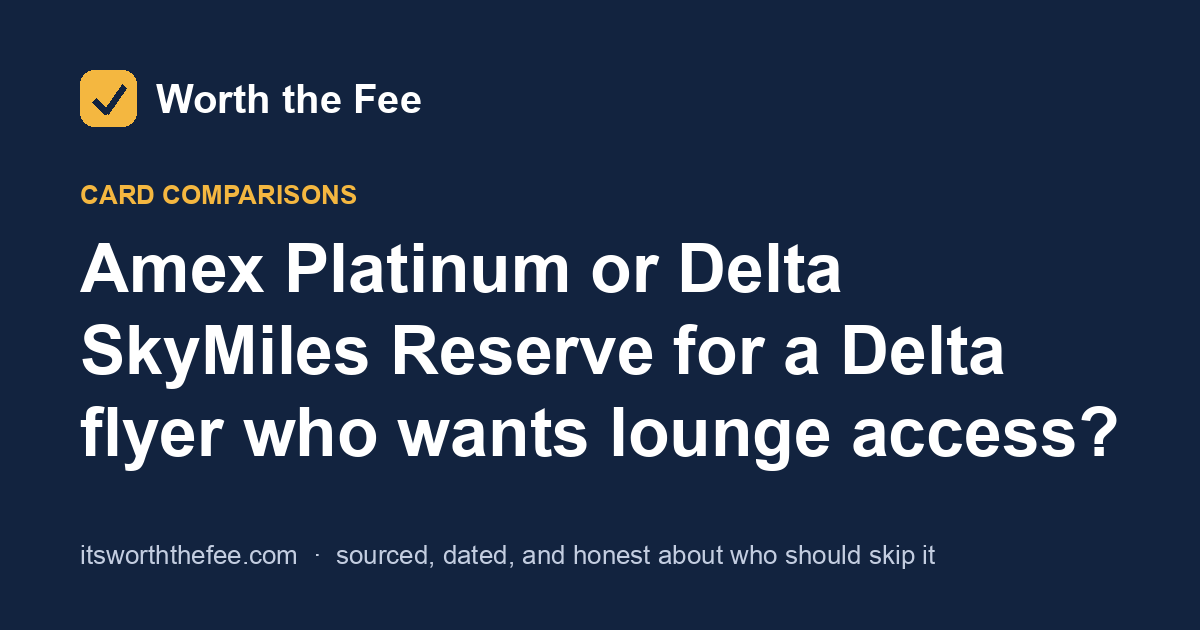 Worth the Fee
CARD COMPARISONS
Amex Platinum or Delta
SkyMiles Reserve for a Delta
flyer who wants lounge access?
itsworththefee.com · sourced, dated, and honest about who should skip it